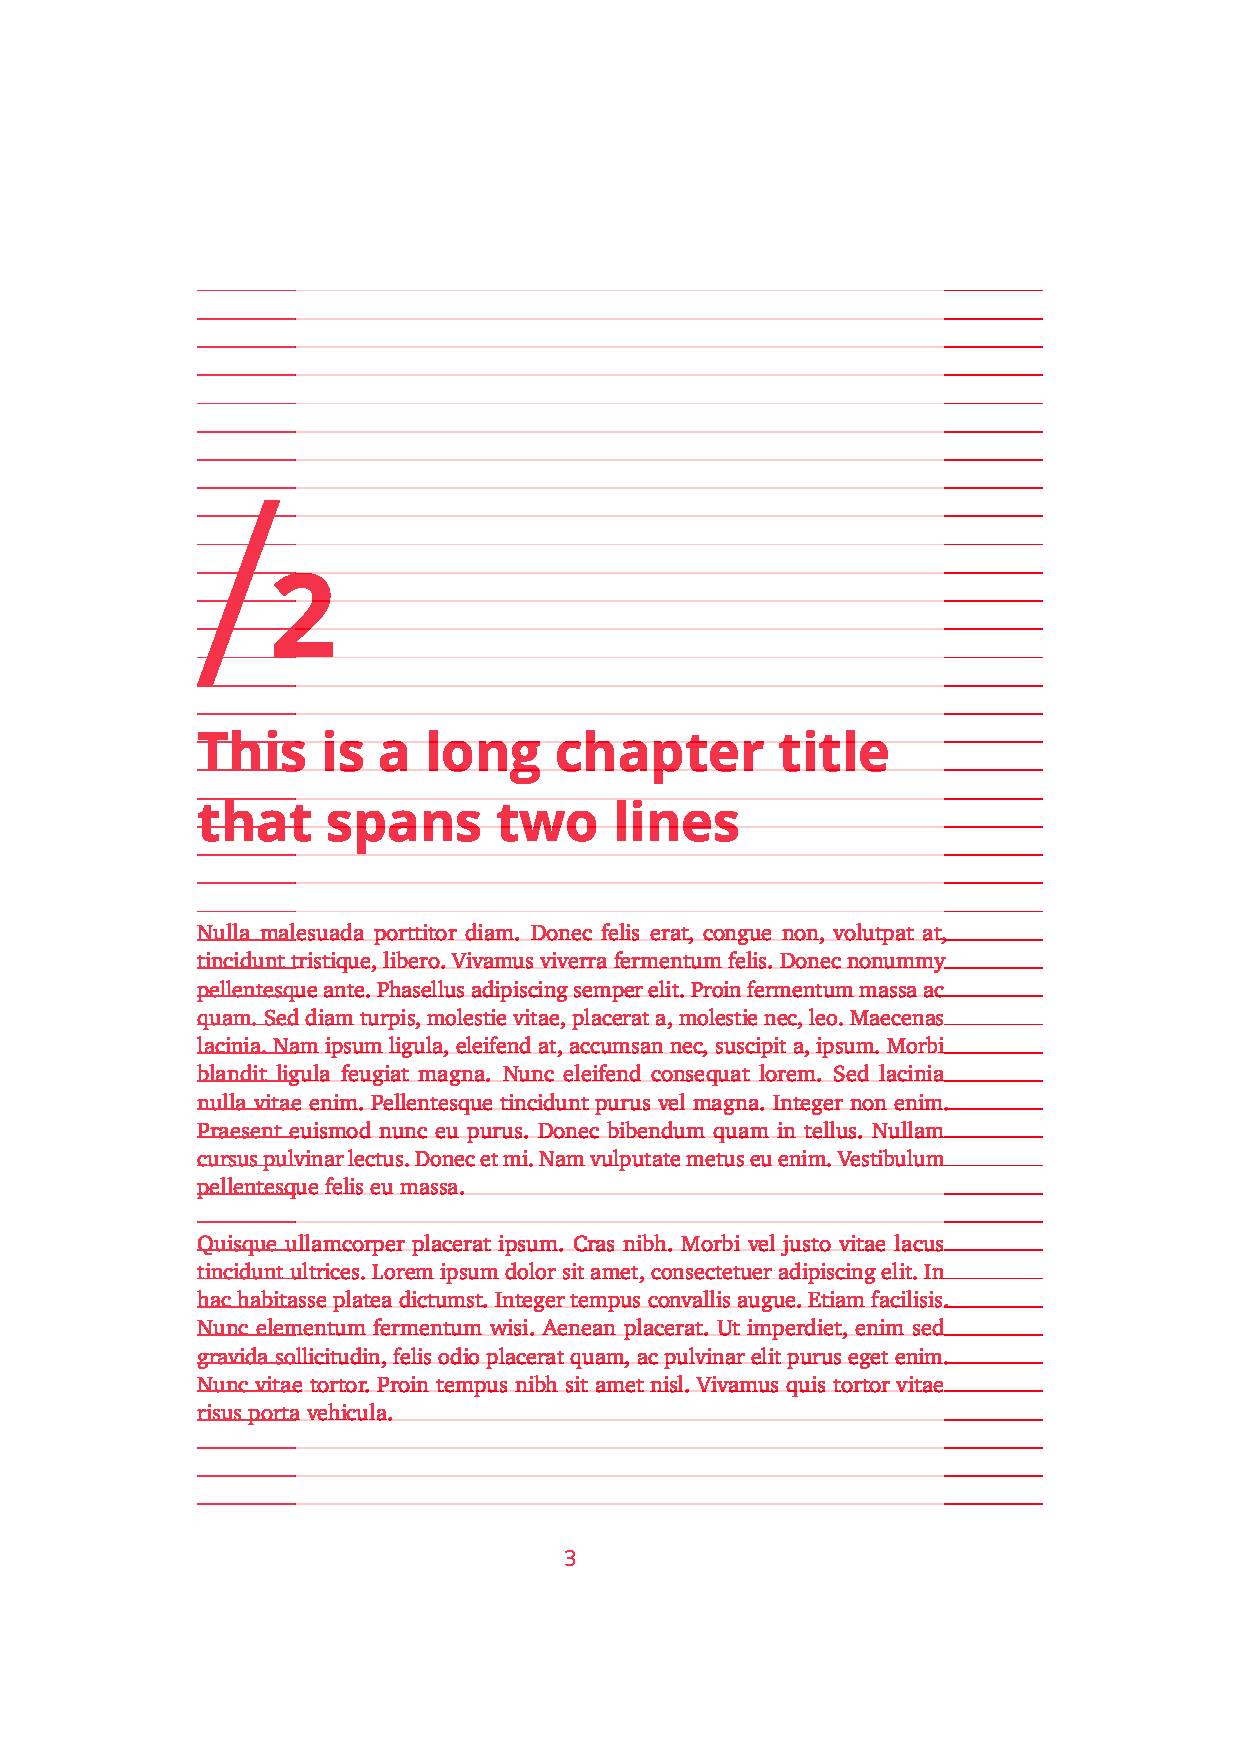 /2
This is a long chapter title
that spans two lines
Nulla malesuada porttitor diam. Donec felis erat, congue non, volutpat at,
tincidunt tristique, libero. Vivamus viverra fermentum felis. Donec nonummy
pellentesque ante. Phasellus adipiscing semper elit. Proin fermentum massa ac
quam. Sed diam turpis, molestie vitae, placerat a, molestie nec, leo. Maecenas
lacinia. Nam ipsum ligula, eleifend at, accumsan nec, suscipit a, ipsum. Morbi
blandit ligula feugiat magna. Nunc eleifend consequat lorem. Sed lacinia
nulla vitae enim. Pellentesque tincidunt purus vel magna. Integer non enim.
Praesent euismod nunc eu purus. Donec bibendum quam in tellus. Nullam
cursus pulvinar lectus. Donec et mi. Nam vulputate metus eu enim. Vestibulum
pellentesque felis eu massa.
Quisque ullamcorper placerat ipsum. Cras nibh. Morbi vel justo vitae lacus
tincidunt ultrices. Lorem ipsum dolor sit amet, consectetuer adipiscing elit. In
hac habitasse platea dictumst. Integer tempus convallis augue. Etiam facilisis.
Nunc elementum fermentum wisi. Aenean placerat. Ut imperdiet, enim sed
gravida sollicitudin, felis odio placerat quam, ac pulvinar elit purus eget enim.
Nunc vitae tortor. Proin tempus nibh sit amet nisl. Vivamus quis tortor vitae
risus porta vehicula.
3